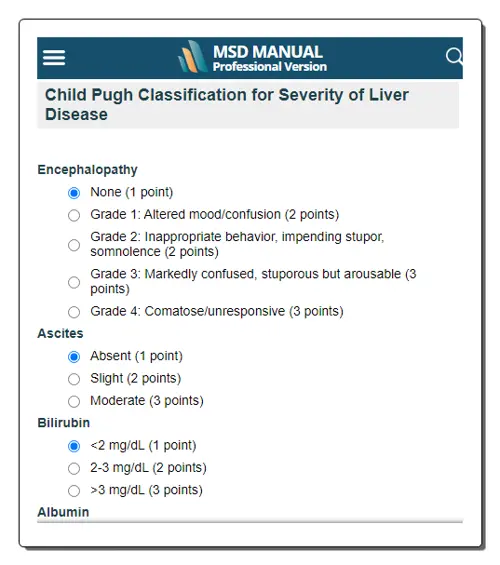 MSD MANUAL
Professional Version
Child Pugh Classification for Severity of Liver
Disease
Encephalopathy
None (1 point)
Grade 1: Altered mood/confusion (2 points)
Grade 2: Inappropriate behavior, impending stupor,
somnolence (2 points)
Grade 3: Markedly confused, stuporous but arousable (3
points)
Grade 4: Comatose/unresponsive (3 points)
Ascites
Absent (1 point)
Slight (2 points)
Moderate (3 points)
Bilirubin
<2 mg/dL (1 point)
2-3 mg/dL (2 points)
>3 mg/dL (3 points)
Albumin